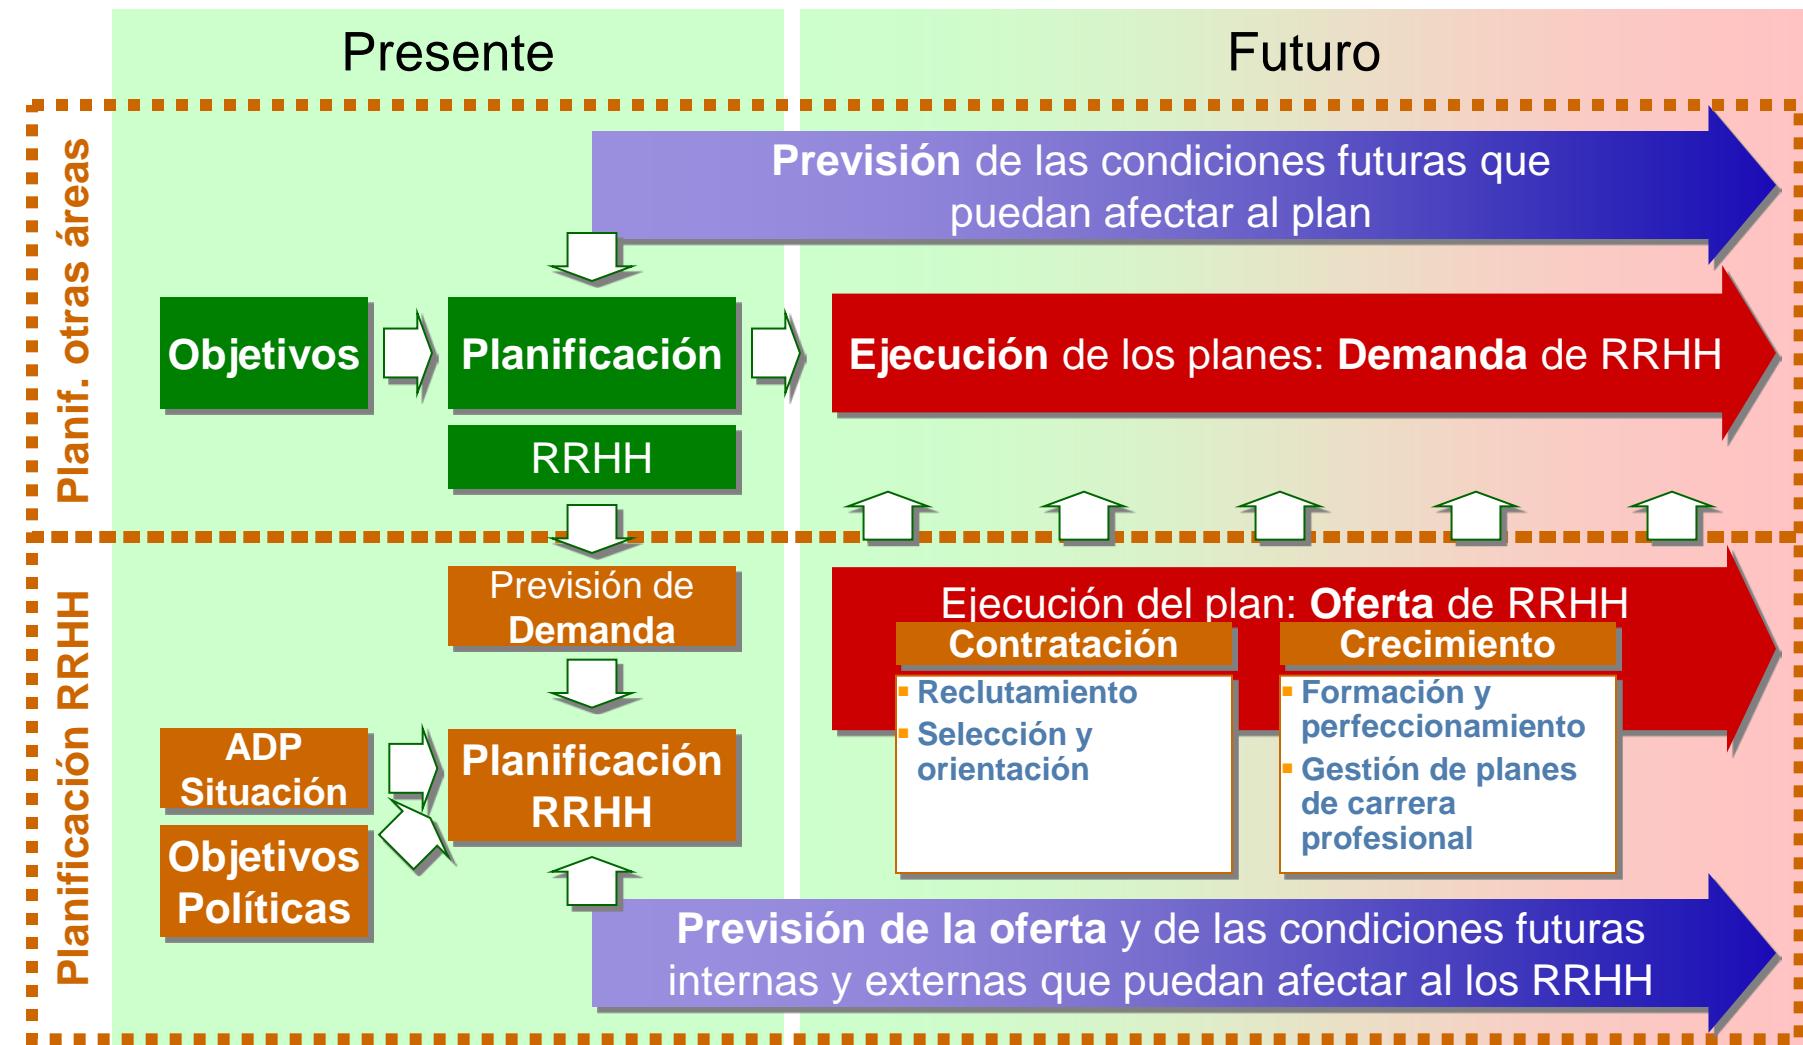 Presente
Futuro
Planif. otras áreas
Previsión de las condiciones futuras que
puedan afectar al plan
Objetivos
Planificación
Ejecución de los planes: Demanda de RRHH
RRHH
Planificación RRHH
Previsión de
Demanda
Ejecución del plan: Oferta de RRHH
Contratación
Reclutamiento
Selección y
orientación
Crecimiento
Formación y
perfeccionamiento
Gestión de planes
de carrera
profesional
ADP
Situación
Planificación
RRHH
Objetivos
Políticas
Previsión de la oferta y de las condiciones futuras
internas y externas que puedan afectar al los RRHH